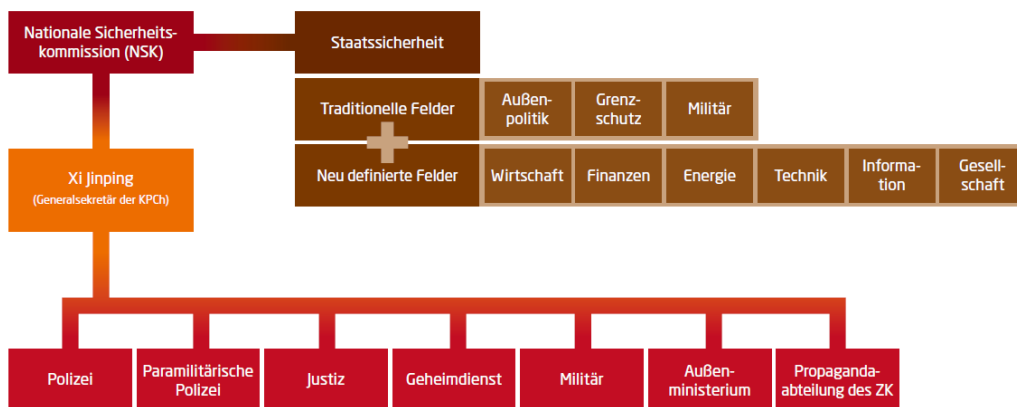 Nationale Sicherheits-
kommission (NSK)
Staatssicherheit
Traditionelle Felder
Außen-
politik
Grenz-
schutz
Militär
Xi Jinping
(Generalsekretär der KPCh)
Neu definierte Felder
Wirtschaft
Finanzen
Energie
Technik
Informa-
tion
Gesell-
schaft
Polizei
Paramilitärische
Polizei
Justiz
Geheimdienst
Militär
Außen-
ministerium
Propaganda-
abteilung des ZK